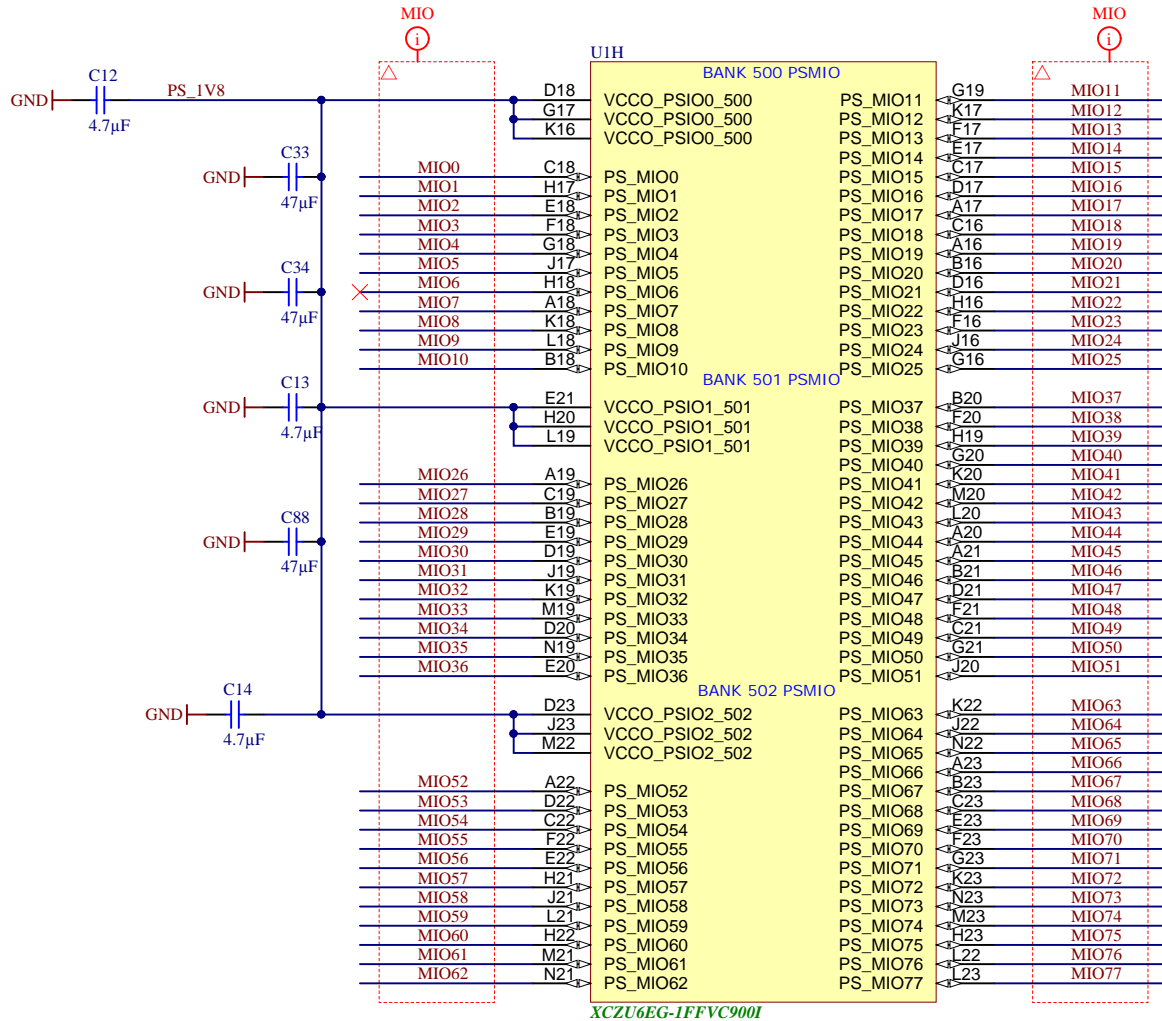 MIO
MIO
i
i
U1H
C12
GND
4.7µF
PS_1V8
C33
GND
47µF
C34
GND
47µF
C13
GND
4.7µF
C88
GND
47µF
C14
GND
4.7µF
BANK 500 PSMIO
D18 VCCO_PSIO0_500
G17 VCCO_PSIO0_500
K16 VCCO_PSIO0_500
MIO0 C18 PS_MIO0
MIO1 H17 PS_MIO1
MIO2 E18 PS_MIO2
MIO3 F18 PS_MIO3
MIO4 G18 PS_MIO4
MIO5 J17 PS_MIO5
MIO6 H18 PS_MIO6
MIO7 A18 PS_MIO7
MIO8 K18 PS_MIO8
MIO9 L18 PS_MIO9
MIO10 B18 PS_MIO10
PS_MIO11 G19 MIO11
PS_MIO12 K17 MIO12
PS_MIO13 F17 MIO13
PS_MIO14 E17 MIO14
PS_MIO15 C17 MIO15
PS_MIO16 D17 MIO16
PS_MIO17 A17 MIO17
PS_MIO18 C16 MIO18
PS_MIO19 A16 MIO19
PS_MIO20 B16 MIO20
PS_MIO21 D16 MIO21
PS_MIO22 H16 MIO22
PS_MIO23 F16 MIO23
PS_MIO24 J16 MIO24
PS_MIO25 G16 MIO25
BANK 501 PSMIO
E21 VCCO_PSIO1_501
H20 VCCO_PSIO1_501
L19 VCCO_PSIO1_501
MIO26 A19 PS_MIO26
MIO27 C19 PS_MIO27
MIO28 B19 PS_MIO28
MIO29 E19 PS_MIO29
MIO30 D19 PS_MIO30
MIO31 J19 PS_MIO31
MIO32 K19 PS_MIO32
MIO33 M19 PS_MIO33
MIO34 D20 PS_MIO34
MIO35 N19 PS_MIO35
MIO36 E20 PS_MIO36
PS_MIO37 B20 MIO37
PS_MIO38 F20 MIO38
PS_MIO39 H19 MIO39
PS_MIO40 G20 MIO40
PS_MIO41 K20 MIO41
PS_MIO42 M20 MIO42
PS_MIO43 L20 MIO43
PS_MIO44 A20 MIO44
PS_MIO45 A21 MIO45
PS_MIO46 B21 MIO46
PS_MIO47 D21 MIO47
PS_MIO48 F21 MIO48
PS_MIO49 C21 MIO49
PS_MIO50 G21 MIO50
PS_MIO51 J20 MIO51
BANK 502 PSMIO
D23 VCCO_PSIO2_502
J23 VCCO_PSIO2_502
M22 VCCO_PSIO2_502
MIO52 A22 PS_MIO52
MIO53 D22 PS_MIO53
MIO54 C22 PS_MIO54
MIO55 F22 PS_MIO55
MIO56 E22 PS_MIO56
MIO57 H21 PS_MIO57
MIO58 J21 PS_MIO58
MIO59 L21 PS_MIO59
MIO60 H22 PS_MIO60
MIO61 M21 PS_MIO61
MIO62 N21 PS_MIO62
PS_MIO63 K22 MIO63
PS_MIO64 J22 MIO64
PS_MIO65 N22 MIO65
PS_MIO66 A23 MIO66
PS_MIO67 B23 MIO67
PS_MIO68 C23 MIO68
PS_MIO69 E23 MIO69
PS_MIO70 F23 MIO70
PS_MIO71 G23 MIO71
PS_MIO72 K23 MIO72
PS_MIO73 N23 MIO73
PS_MIO74 M23 MIO74
PS_MIO75 H23 MIO75
PS_MIO76 L22 MIO76
PS_MIO77 L23 MIO77
XCZU6EG-1FFVC900I